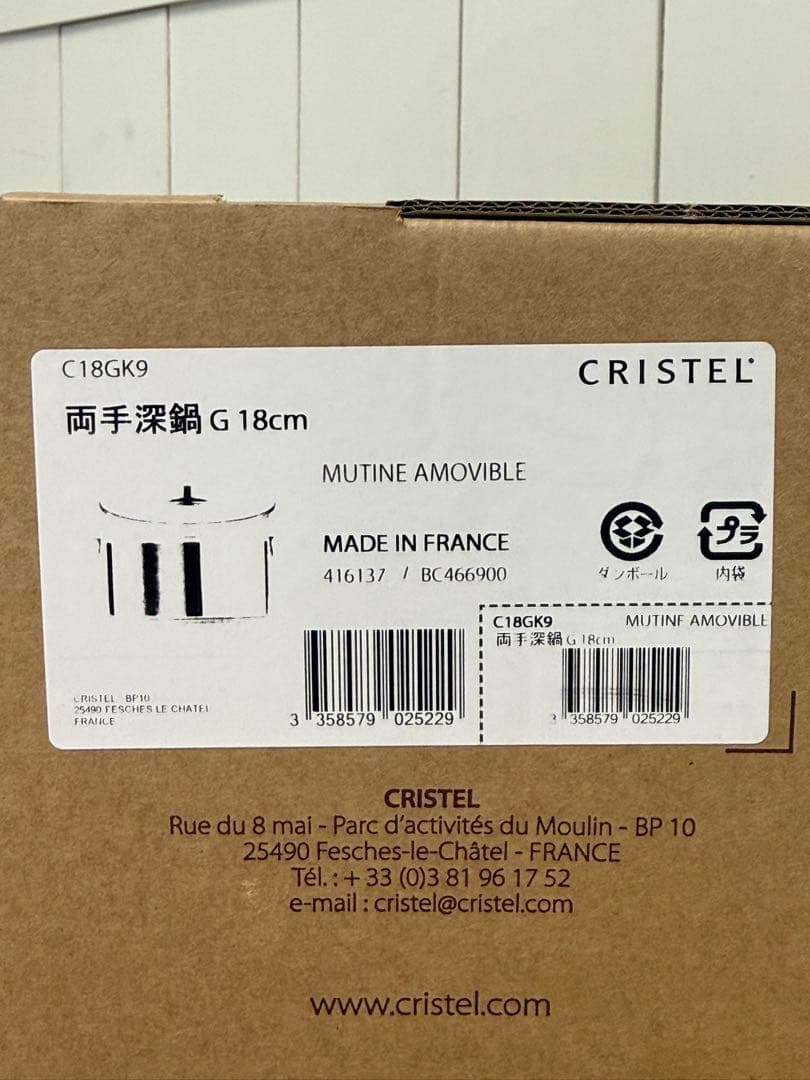 C18GK9
CRISTEL
両手深鍋 G 18cm
MUTINE AMOVIBLE
MADE IN FRANCE
416137 / BC466900
ダンボール
プラ
内袋
CRISTEL BP10
25490 FESCHES LE CHATEL
FRANCE
3 358579 025229
C18GK9 MUTINE AMOVIBLE
両手深鍋 G 18cm
3 358579 025229
CRISTEL
Rue du 8 mai - Parc d'activités du Moulin - BP 10
25490 Fesches-le-Châtel - FRANCE
Tél. : + 33 (0)3 81 96 17 52
e-mail : cristel@cristel.com
www.cristel.com